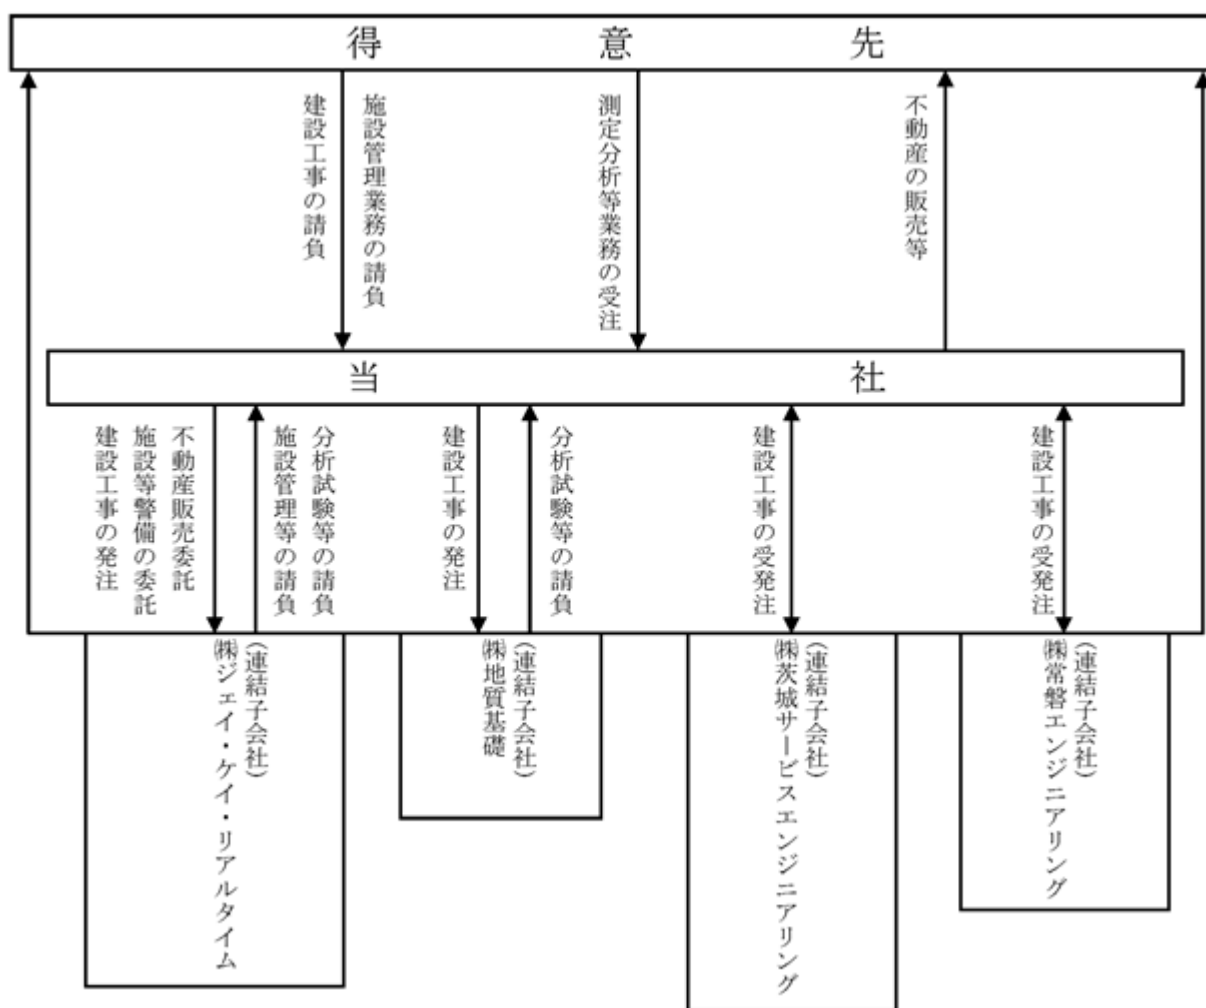 得意先
建設工事の請負
施設管理業務の請負
測定分析等業務の受注
不動産の販売等
当社
建設工事の発注
施設等警備の委託
不動産販売委託
施設管理等の請負
分析試験等の請負
建設工事の発注
分析試験等の請負
建設工事の受発注
建設工事の受発注
(連結子会社)
㈱ジェイ・ケイ・リアルタイム
(連結子会社)
㈱地質基礎
(連結子会社)
㈱茨城サービスエンジニアリング
(連結子会社)
㈱常磐エンジニアリング